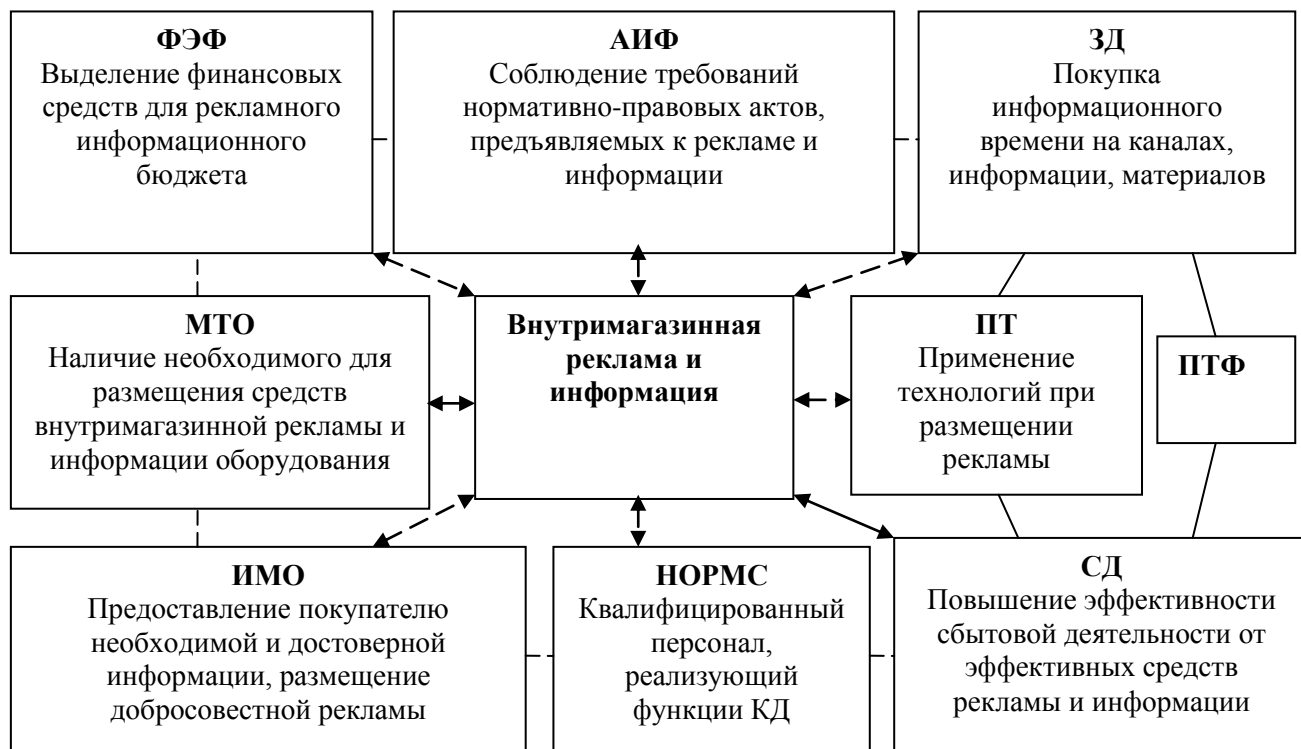 ФЭФ
Выделение финансовых
средств для рекламного
информационного
бюджета
АИФ
Соблюдение требований
нормативно-правовых актов,
предъявляемых к рекламе и
информации
ЗД
Покупка
информационного
времени на каналах,
информации, материалов
МТО
Наличие необходимого для
размещения средств
внутримагазинной рекламы и
информации оборудования
Внутримагазинная
реклама и
информация
ПТ
Применение
технологий при
размещении
рекламы
ПТФ
ИМО
Предоставление покупателю
необходимой и достоверной
информации, размещение
добросовестной рекламы
НОРМС
Квалифицированный
персонал,
реализующий
функции КД
СД
Повышение эффективности
сбытовой деятельности от
эффективных средств
рекламы и информации